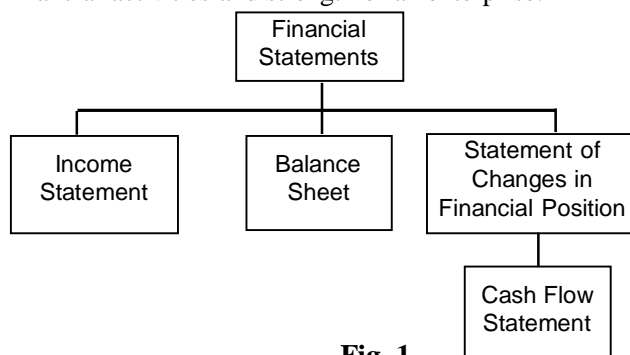 Financial
Statements
Income
Statement
Balance
Sheet
Statement of
Changes in
Financial Position
Cash Flow
Statement
Fig. 1